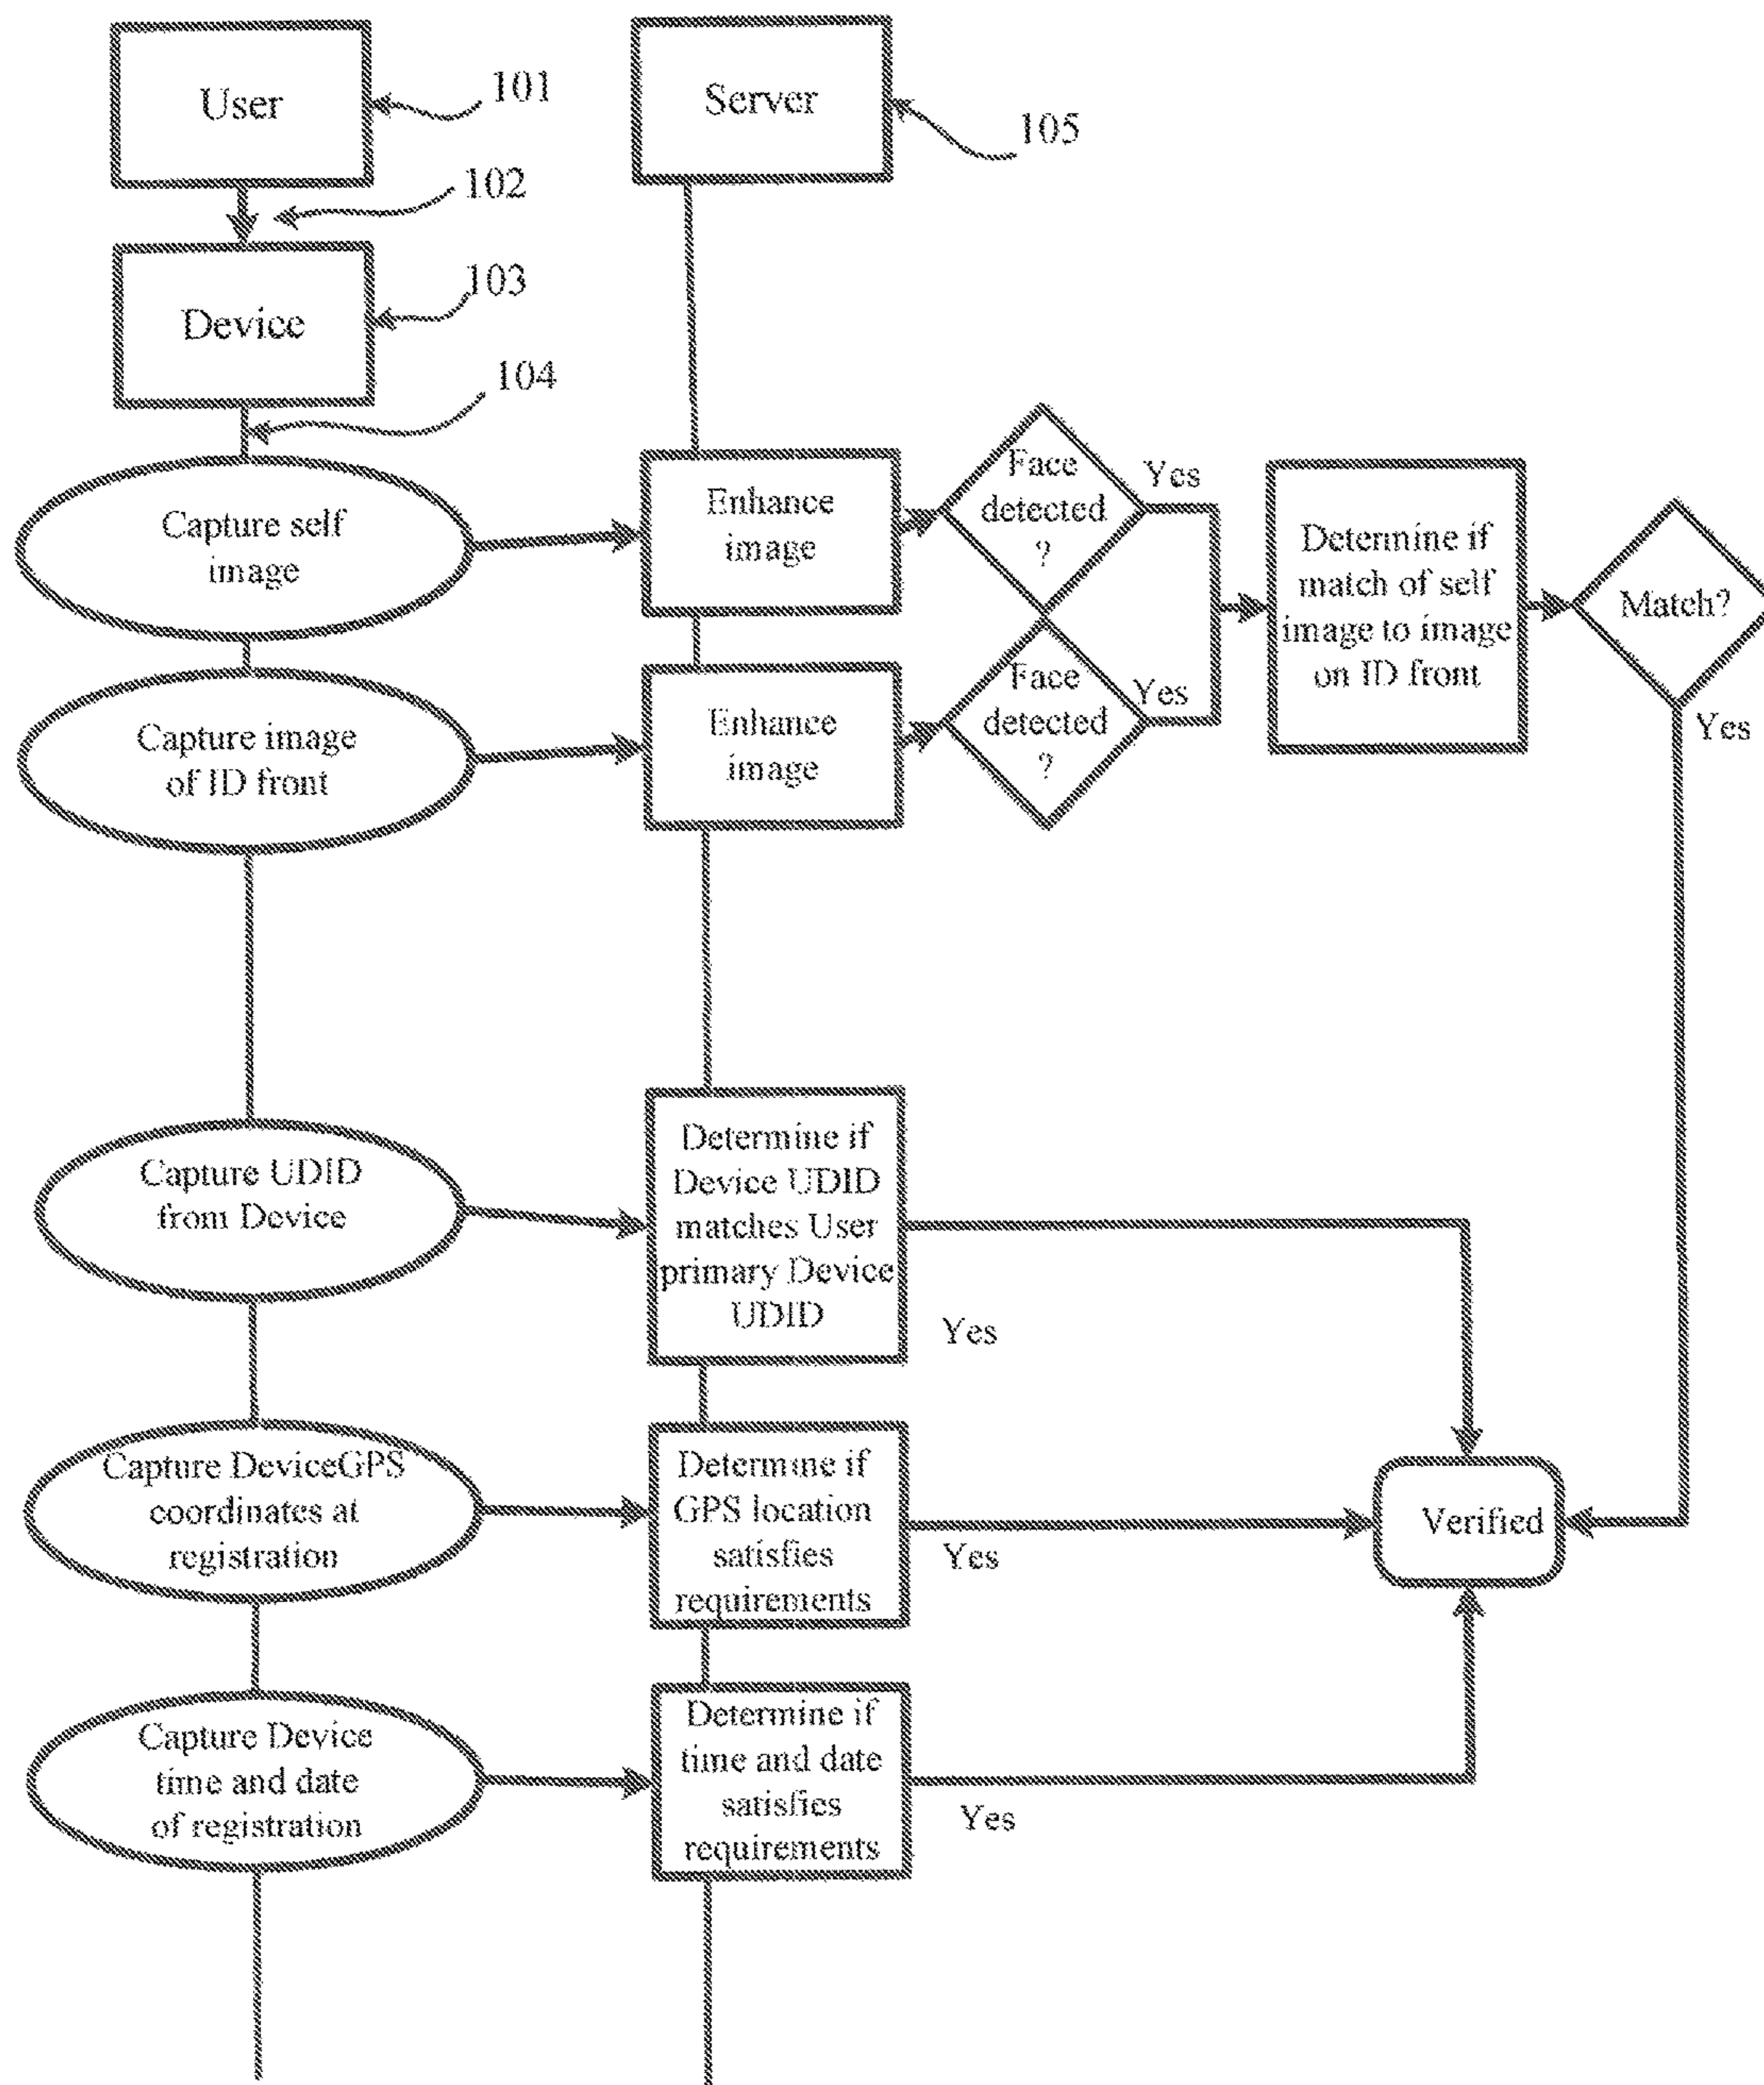 User
101
Server
105
102
Device
103
104
Capture self
image
Enhance
image
Face
detected
?
Yes
Determine if
match of self
image to image
on ID front
Match?
Yes
Capture image
of ID front
Enhance
image
Face
detected
?
Yes
Capture UDID
from Device
Determine if
Device UDID
matches User
primary Device
UDID
Yes
Capture DeviceGPS
coordinates at
registration
Determine if
GPS location
satisfies
requirements
Yes
Verified
Capture Device
time and date
of registration
Determine if
time and date
satisfies
requirements
Yes